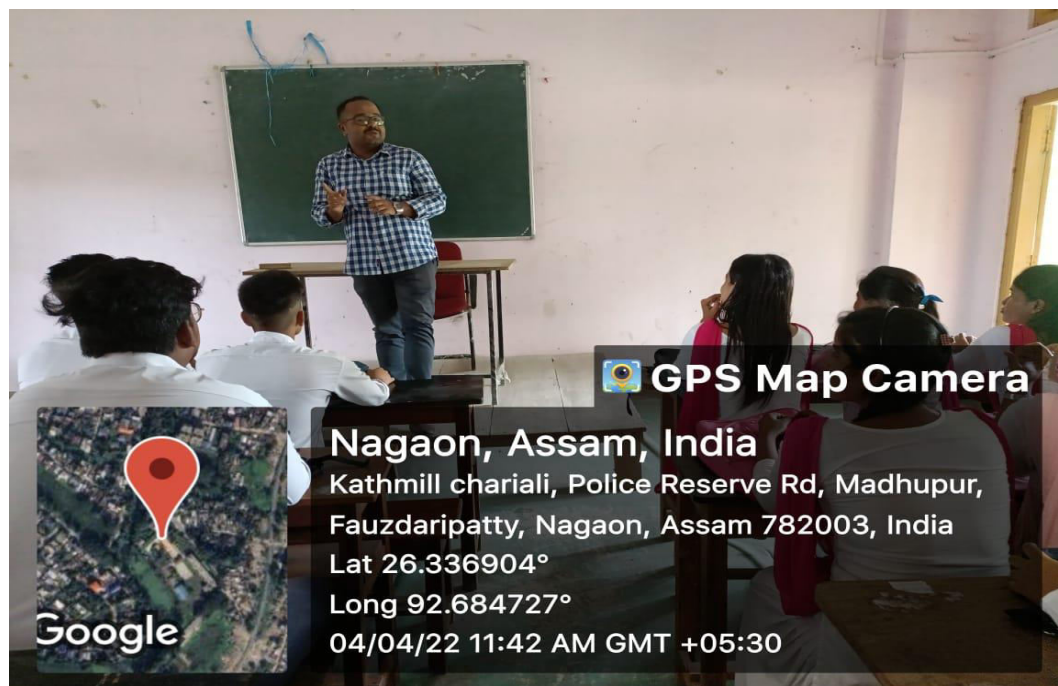 GPS Map Camera
Nagaon, Assam, India
Kathmill chariali, Police Reserve Rd, Madhupur,
Fauzdaripatty, Nagaon, Assam 782003, India
Lat 26.336904°
Long 92.684727°
04/04/22 11:42 AM GMT +05:30
Google